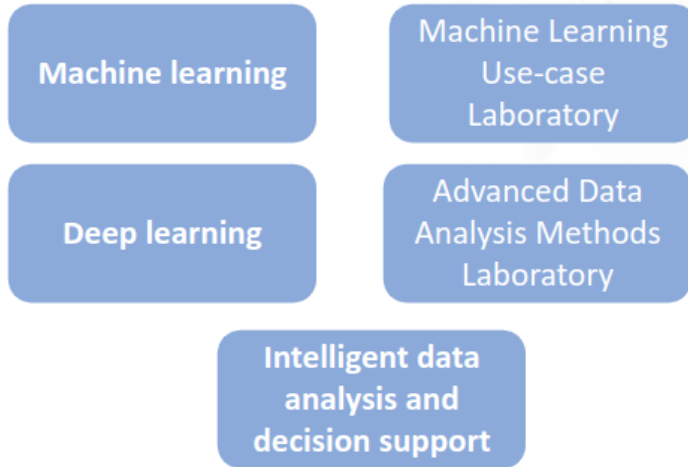 Machine learning
Machine Learning
Use-case
Laboratory
Deep learning
Advanced Data
Analysis Methods
Laboratory
Intelligent data
analysis and
decision support